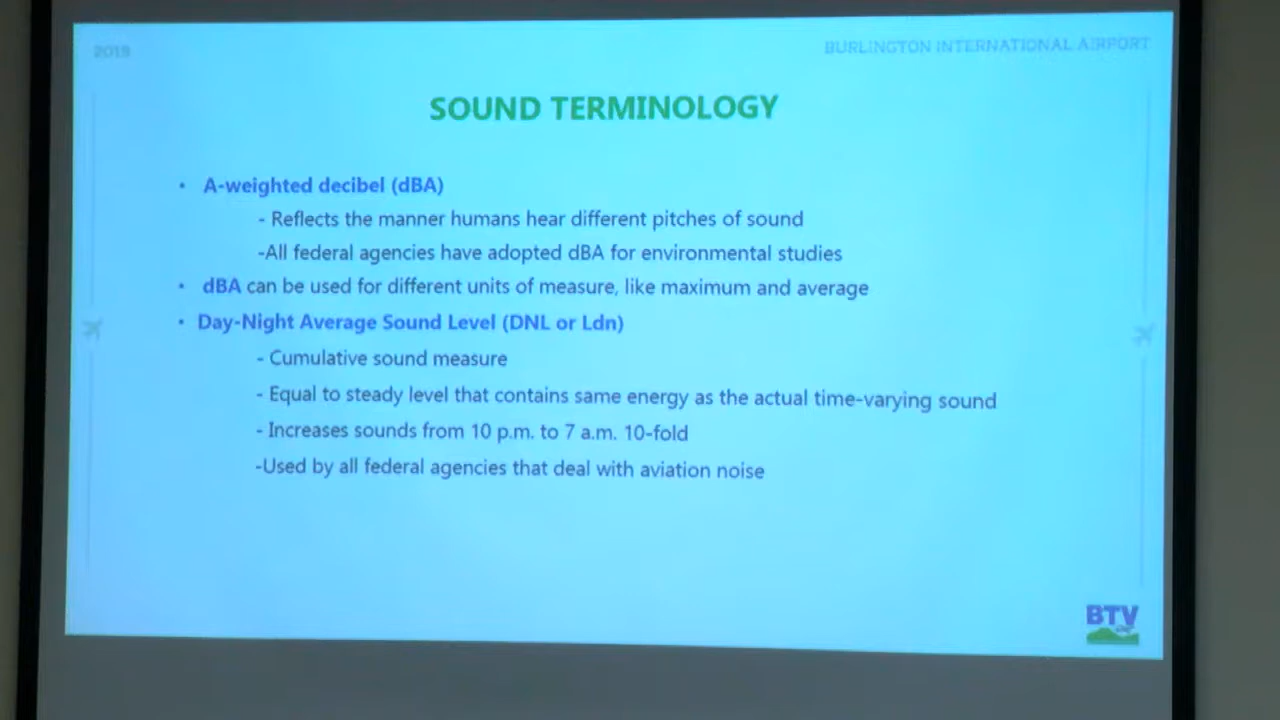 2019
BURLINGTON INTERNATIONAL AIRPORT
SOUND TERMINOLOGY
• A-weighted decibel (dBA)
- Reflects the manner humans hear different pitches of sound
-All federal agencies have adopted dBA for environmental studies
• dBA can be used for different units of measure, like maximum and average
• Day-Night Average Sound Level (DNL or Ldn)
- Cumulative sound measure
- Equal to steady level that contains same energy as the actual time-varying sound
- Increases sounds from 10 p.m. to 7 a.m. 10-fold
-Used by all federal agencies that deal with aviation noise
BTV